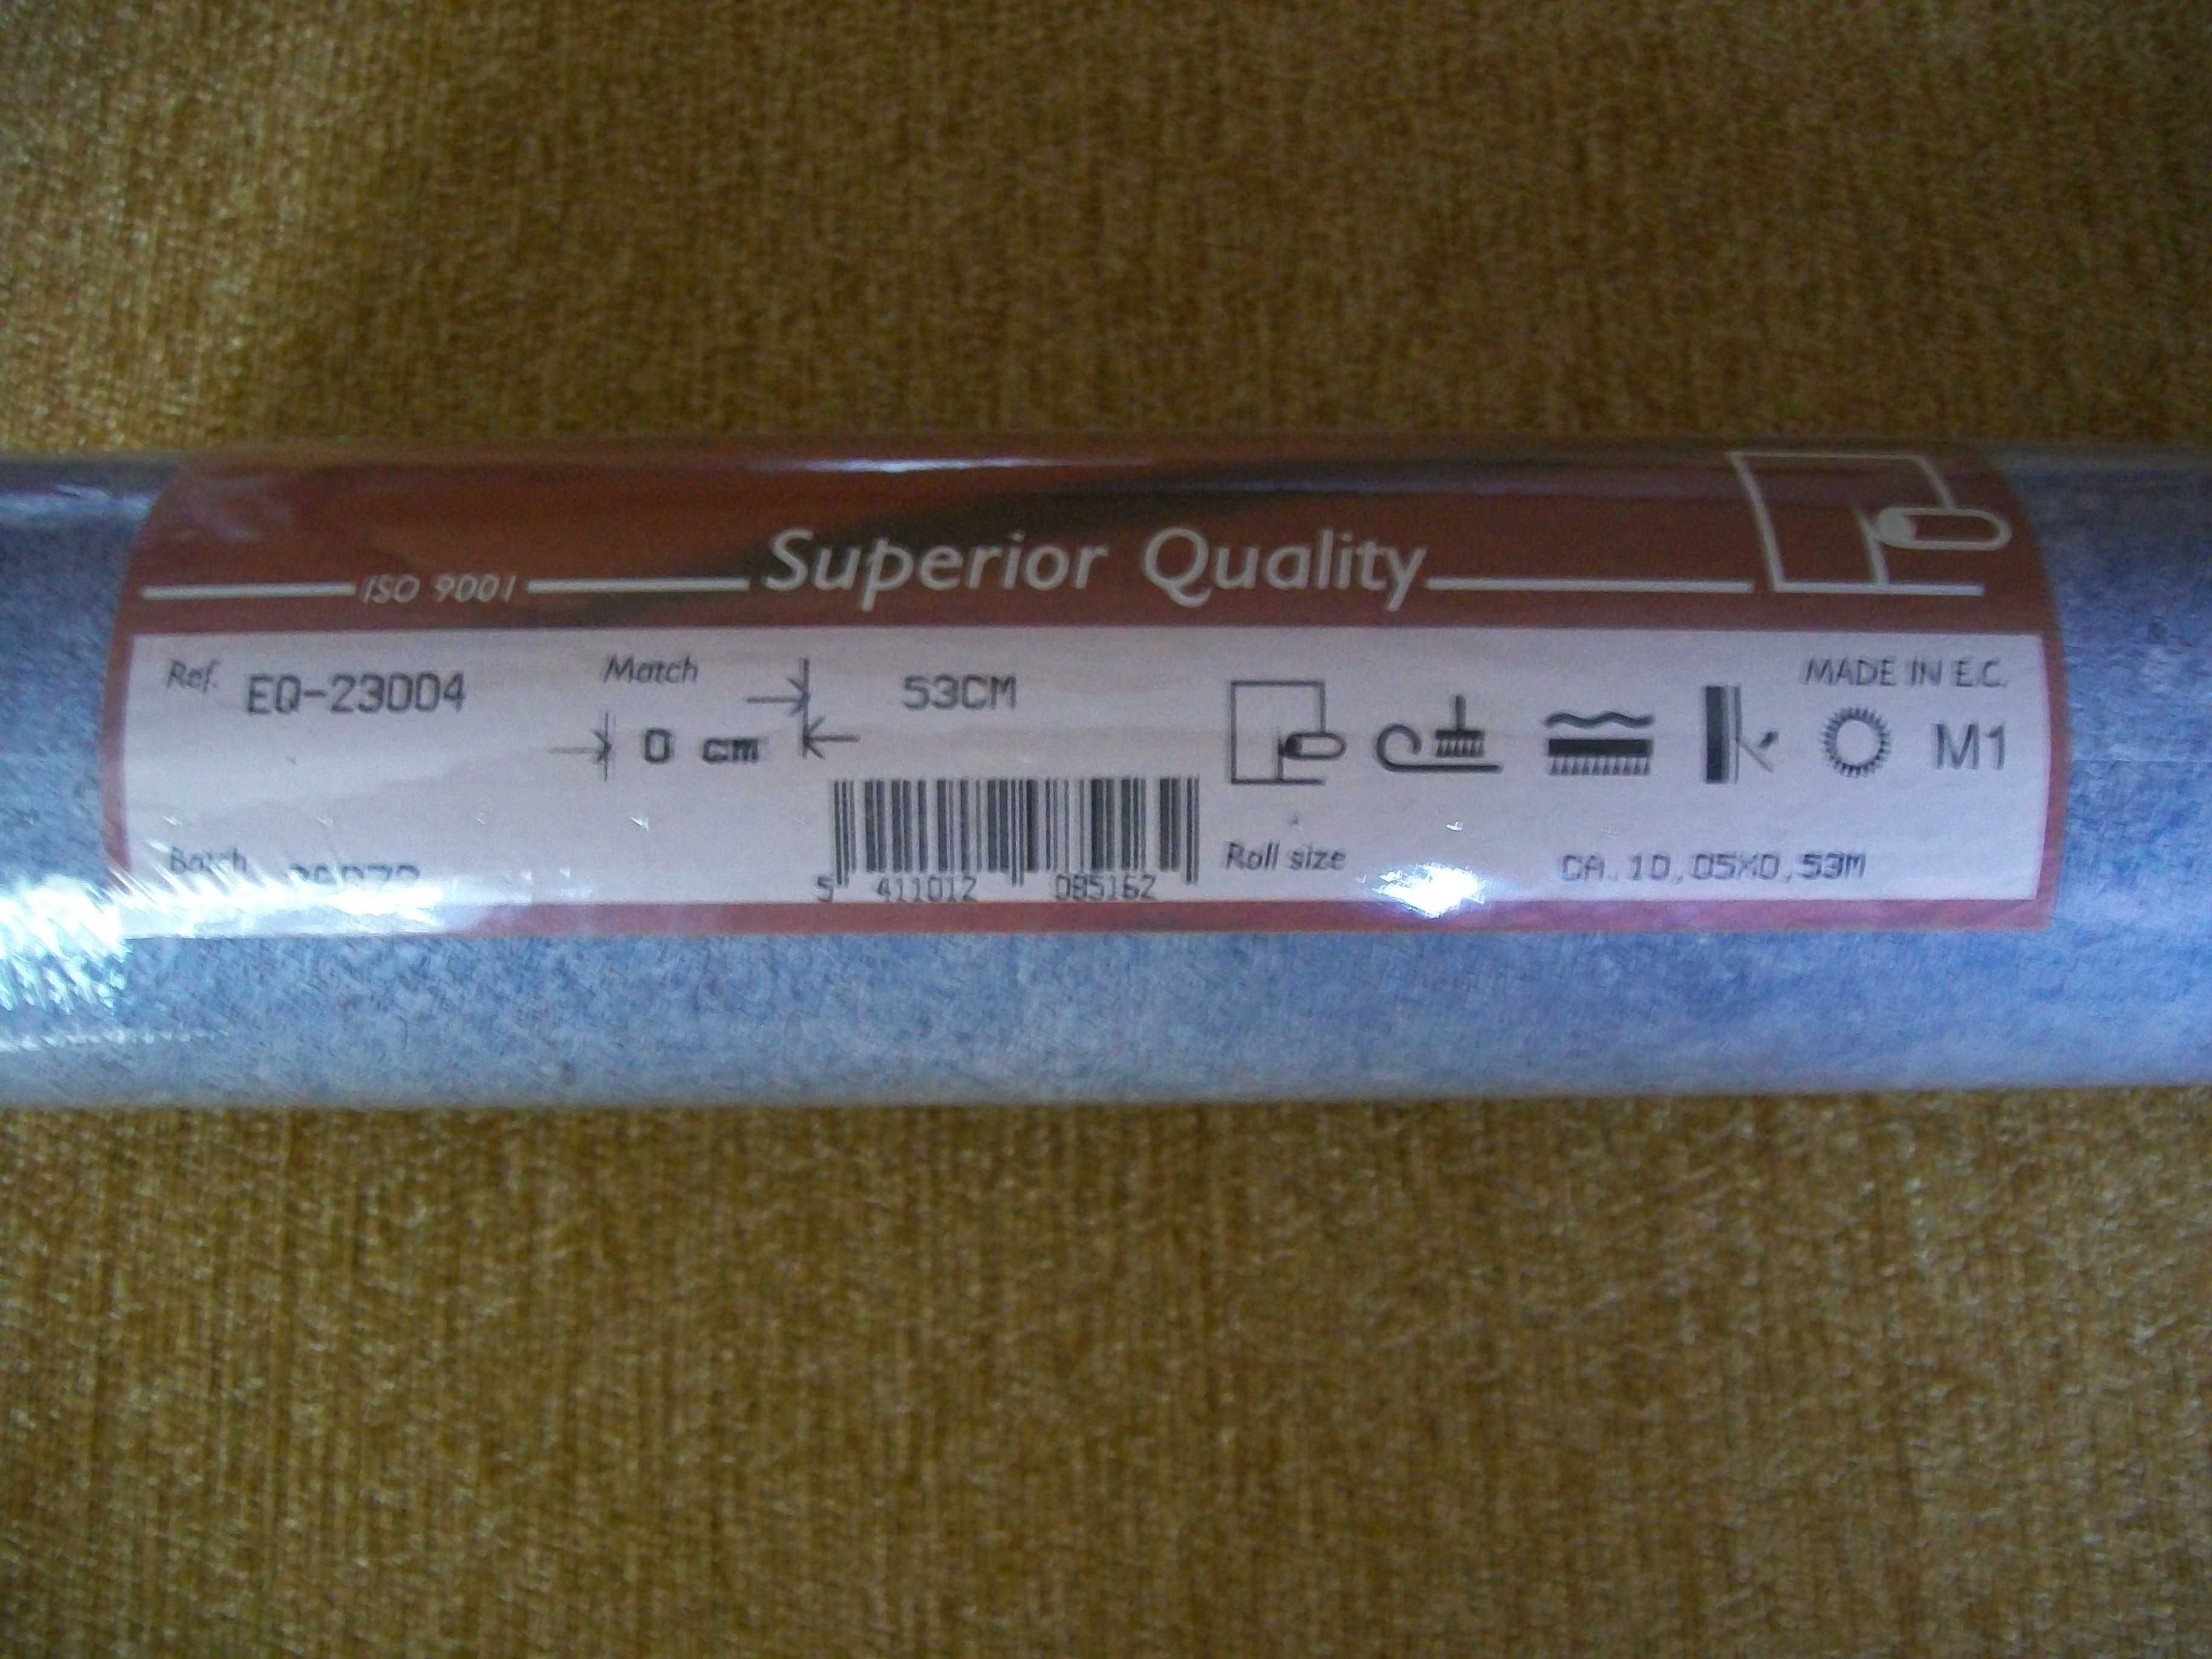 ISO 9001 Superior Quality
Ref. EQ-23004 Match 53CM MADE IN E.C.
0 cm M1
Batch Roll size CA.10,05X0,53M
5 411012 085162